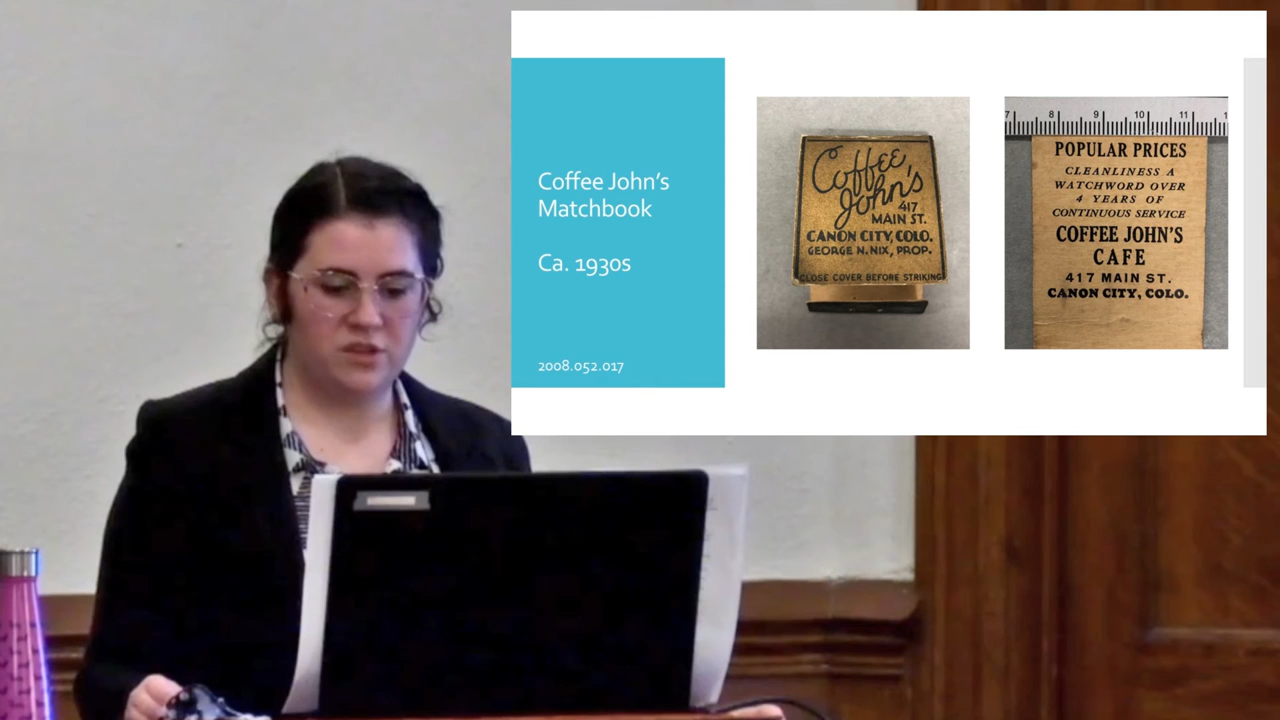 Coffee John's
Matchbook
Ca. 1930s
2008.052.017
Coffee
John's
417
MAIN ST.
CANON CITY, COLO.
GEORGE N. NIX, PROP.
CLOSE COVER BEFORE STRIKING
7 8 9 10 11
POPULAR PRICES
CLEANLINESS A
WATCHWORD OVER
4 YEARS OF
CONTINUOUS SERVICE
COFFEE JOHN'S
CAFE
417 MAIN ST.
CANON CITY, COLO.